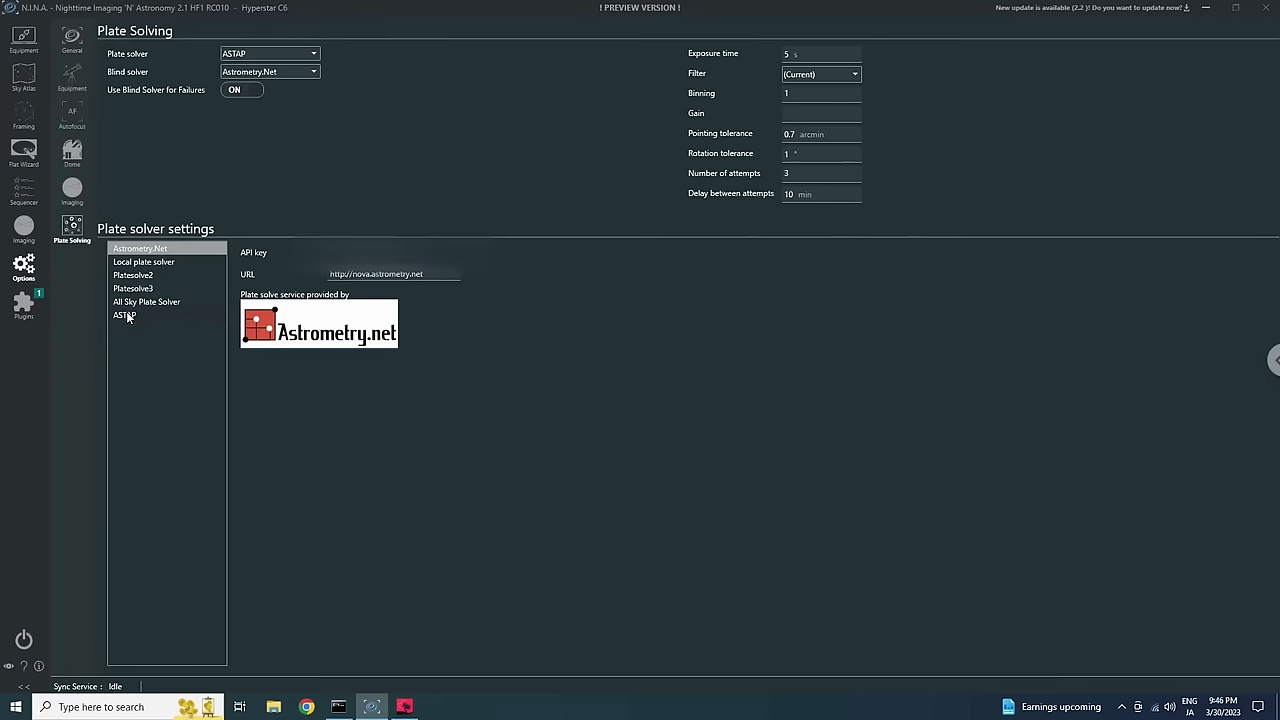 N.I.N.A. - Nighttime Imaging 'N' Astronomy 2.1 HF1 RC010 - Hyperstar C6
! PREVIEW VERSION !
New update is available (2.2 )! Do you want to update now?
Equipment
Sky Atlas
Framing
Flat Wizard
Sequencer
Imaging
Options
1
Plugins
General
Equipment
AF
Autofocus
Dome
Imaging
Plate Solving
Plate Solving
Plate solver
ASTAP
Blind solver
Astrometry.Net
Use Blind Solver for Failures
ON
Exposure time
5 s
Filter
(Current)
Binning
1
Gain
Pointing tolerance
0.7 arcmin
Rotation tolerance
1 °
Number of attempts
3
Delay between attempts
10 min
Plate solver settings
Astrometry.Net
Local plate solver
Platesolve2
Platesolve3
All Sky Plate Solver
ASTAP
API key
URL
http://nova.astrometry.net
Plate solve service provided by
Astrometry.net
<<
Sync Service : Idle
Type here to search
Earnings upcoming
ENG
IA
9:46 PM
3/30/2023